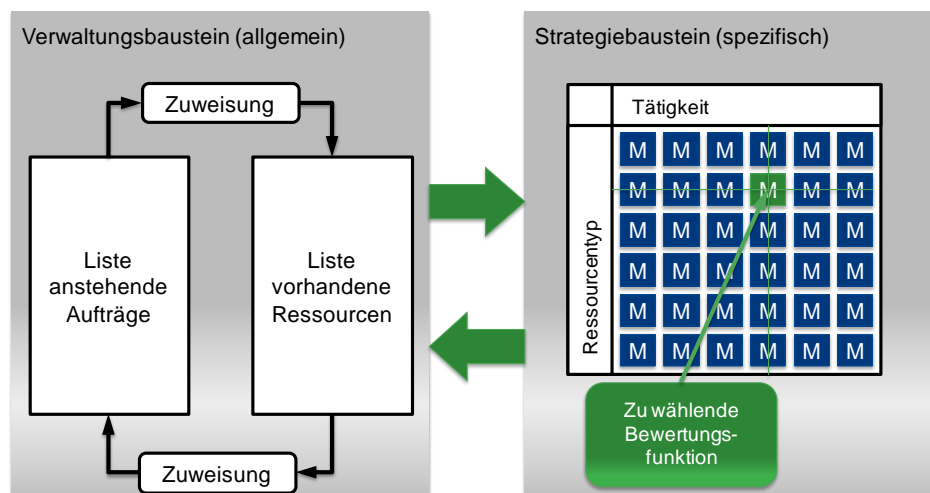 Verwaltungsbaustein (allgemein)
Zuweisung
Liste
anstehende
Aufträge
Liste
vorhandene
Ressourcen
Zuweisung
Strategiebaustein (spezifisch)
Tätigkeit
Ressourcentyp
M M M M M M
M M M M M M
M M M M M M
M M M M M M
M M M M M M
M M M M M M
Zu wählende
Bewertungs-
funktion